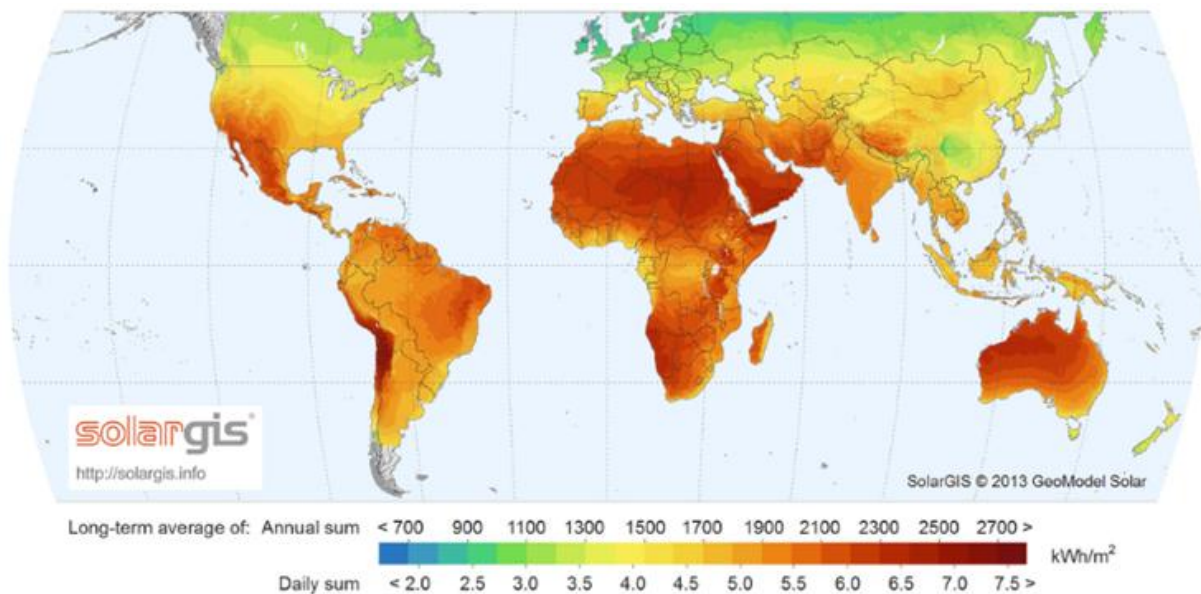 solargis®
http://solargis.info
SolarGIS © 2013 GeoModel Solar
Long-term average of: Annual sum < 700 900 1100 1300 1500 1700 1900 2100 2300 2500 2700 >
kWh/m²
Daily sum < 2.0 2.5 3.0 3.5 4.0 4.5 5.0 5.5 6.0 6.5 7.0 7.5 >